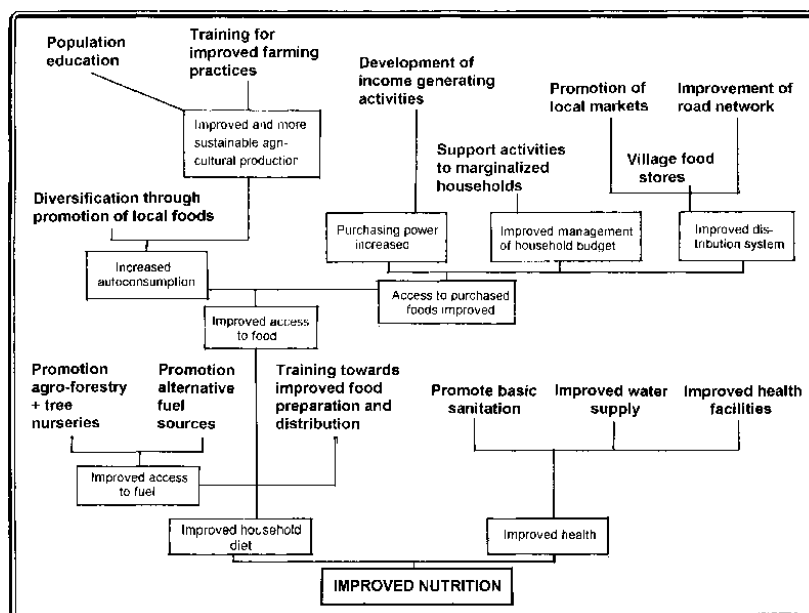 Population
education
Training for
improved farming
practices
Development of
income generating
activities
Promotion of
local markets
Improvement of
road network
Improved and more
sustainable agri-
cultural production
Support activities
to marginalized
households
Village food
stores
Diversification through
promotion of local foods
Purchasing power
increased
Improved management
of household budget
Improved dis-
tribution system
Increased
autoconsumption
Access to purchased
foods improved
Improved access
to food
Promotion
agro-forestry
+ tree
nurseries
Promotion
alternative
fuel
sources
Training towards
improved food
preparation and
distribution
Promote basic
sanitation
Improved water
supply
Improved health
facilities
Improved access
to fuel
Improved household
diet
Improved health
IMPROVED NUTRITION